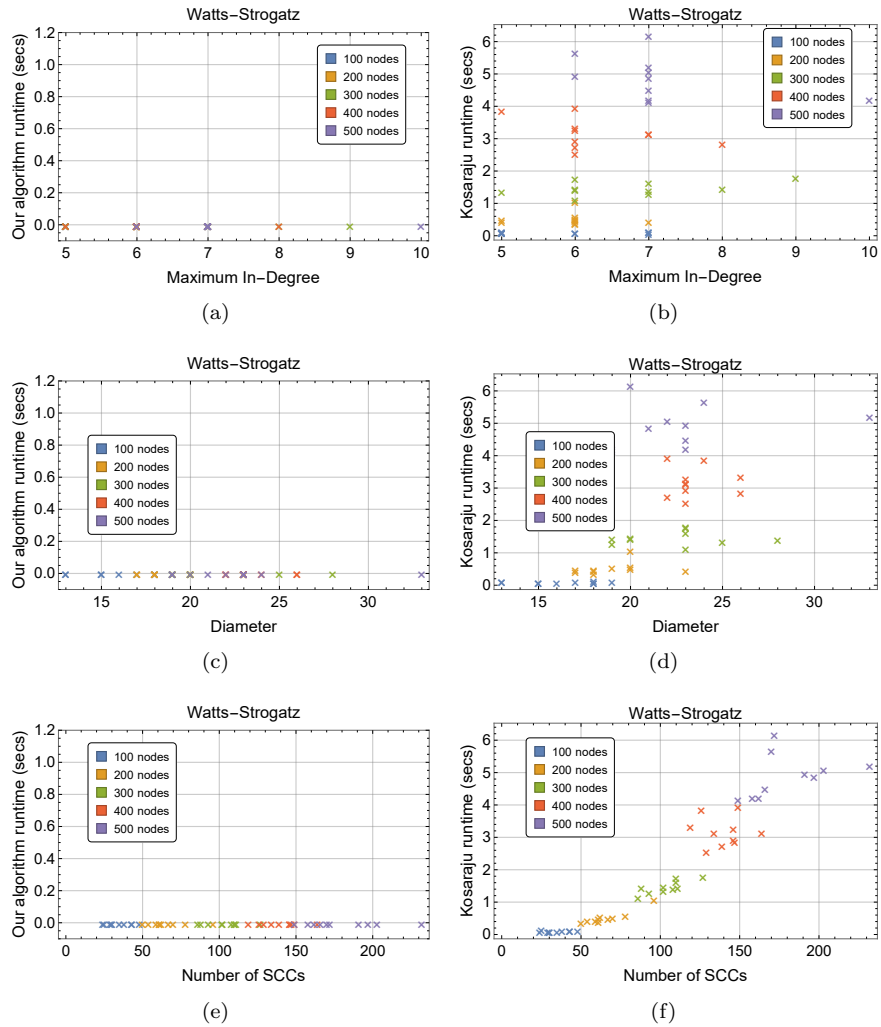 Watts-Strogatz
Our algorithm runtime (secs)
1.2
1.0
0.8
0.6
0.4
0.2
0.0
100 nodes
200 nodes
300 nodes
400 nodes
500 nodes
5 6 7 8 9 10
Maximum In-Degree
(a)
Watts-Strogatz
Kosaraju runtime (secs)
6
5
4
3
2
1
0
100 nodes
200 nodes
300 nodes
400 nodes
500 nodes
5 6 7 8 9 10
Maximum In-Degree
(b)
Watts-Strogatz
Our algorithm runtime (secs)
1.2
1.0
0.8
0.6
0.4
0.2
0.0
100 nodes
200 nodes
300 nodes
400 nodes
500 nodes
15 20 25 30
Diameter
(c)
Watts-Strogatz
Kosaraju runtime (secs)
6
5
4
3
2
1
0
100 nodes
200 nodes
300 nodes
400 nodes
500 nodes
15 20 25 30
Diameter
(d)
Watts-Strogatz
Our algorithm runtime (secs)
1.2
1.0
0.8
0.6
0.4
0.2
0.0
100 nodes
200 nodes
300 nodes
400 nodes
500 nodes
0 50 100 150 200
Number of SCCs
(e)
Watts-Strogatz
Kosaraju runtime (secs)
6
5
4
3
2
1
0
100 nodes
200 nodes
300 nodes
400 nodes
500 nodes
0 50 100 150 200
Number of SCCs
(f)